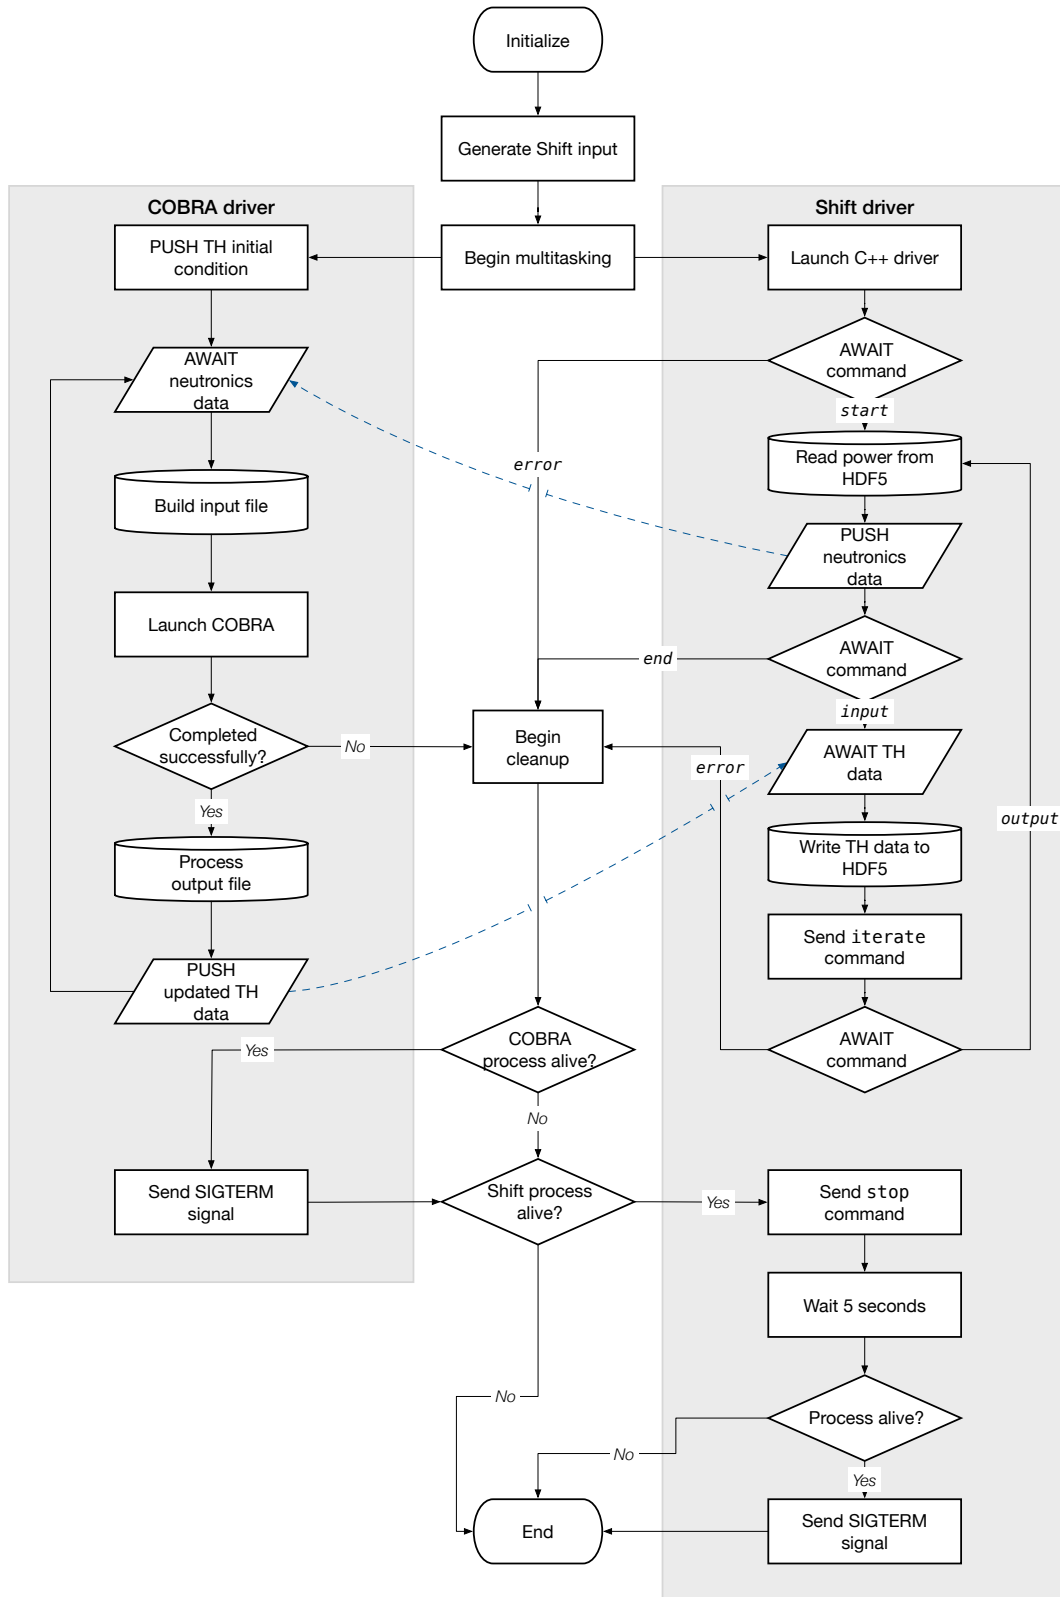 Initialize
Generate Shift input
COBRA driver
Shift driver
PUSH TH initial
condition
Begin multitasking
Launch C++ driver
AWAIT
neutronics
data
AWAIT
command
start
error
Read power from
HDF5
Build input file
PUSH
neutronics
data
Launch COBRA
AWAIT
command
end
input
Completed
successfully?
No
Begin
cleanup
AWAIT TH
data
error
Yes
output
Process
output file
Write TH data to
HDF5
Send iterate
command
PUSH
updated TH
data
COBRA
process alive?
Yes
AWAIT
command
No
Send SIGTERM
signal
Shift process
alive?
Yes
Send stop
command
Wait 5 seconds
No
Process alive?
No
Yes
End
Send SIGTERM
signal